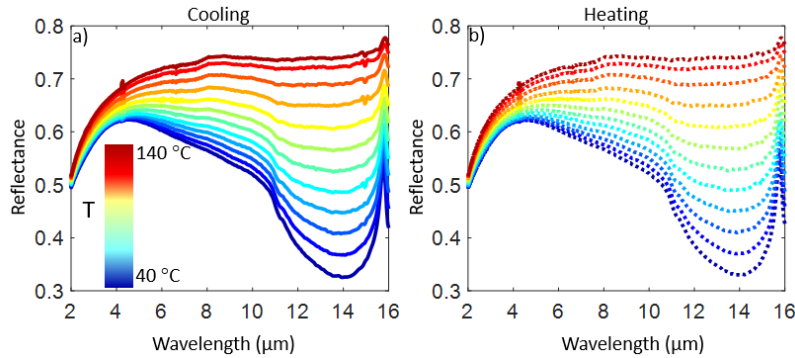 Cooling
a)
0.8
0.7
0.6
0.5
0.4
0.3
Reflectance
140 °C
T
40 °C
2 4 6 8 10 12 14 16
Wavelength (μm)
Heating
b)
0.8
0.7
0.6
0.5
0.4
0.3
Reflectance
2 4 6 8 10 12 14 16
Wavelength (μm)